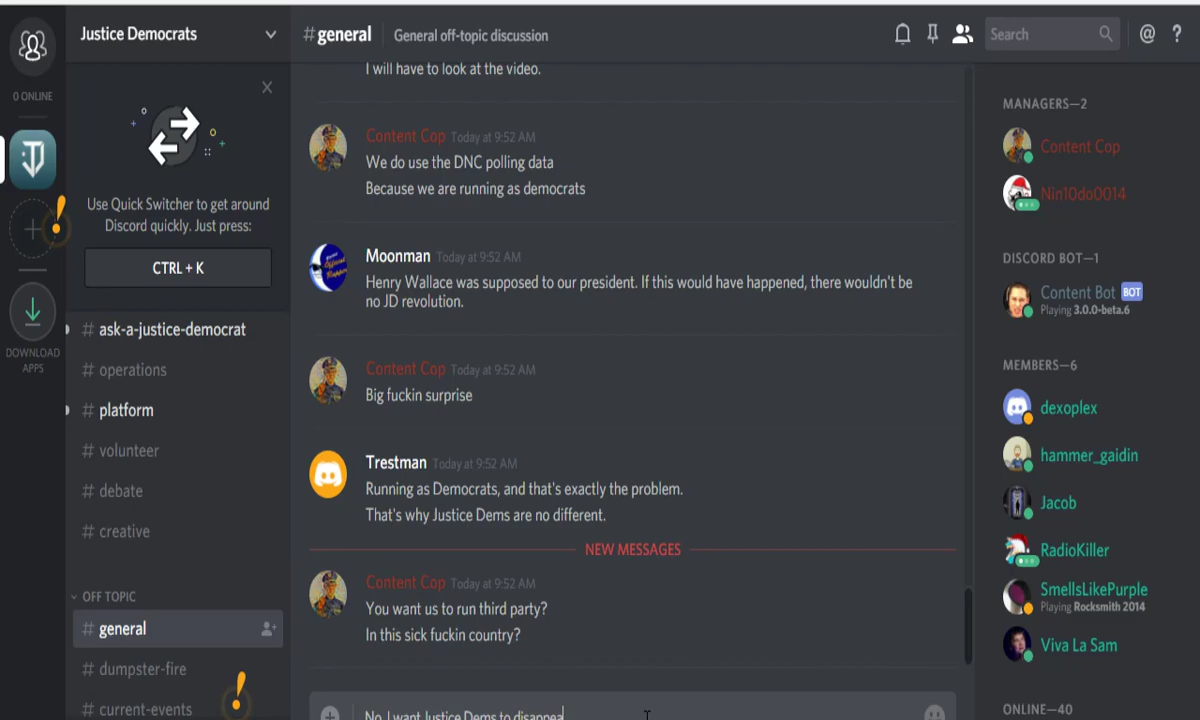 Justice Democrats
#general
General off-topic discussion
Search
@
?
0 ONLINE
DOWNLOAD
APPS
Use Quick Switcher to get around
Discord quickly. Just press:
CTRL + K
# ask-a-justice-democrat
# operations
# platform
# volunteer
# debate
# creative
OFF TOPIC
# general
# dumpster-fire
# current-events
I will have to look at the video.
Content Cop Today at 9:52 AM
We do use the DNC polling data
Because we are running as democrats
Moonman Today at 9:52 AM
Henry Wallace was supposed to our president. If this would have happened, there wouldn't be
no JD revolution.
Content Cop Today at 9:52 AM
Big fuckin surprise
Trestman Today at 9:52 AM
Running as Democrats, and that's exactly the problem.
That's why Justice Dems are no different.
NEW MESSAGES
Content Cop Today at 9:52 AM
You want us to run third party?
In this sick fuckin country?
No, I want Justice Dems to disappea
MANAGERS—2
Content Cop
Nin10do0014
DISCORD BOT—1
Content Bot BOT
Playing 3.0.0-beta.6
MEMBERS—6
dexoplex
hammer_gaidin
Jacob
RadioKiller
SmellsLikePurple
Playing Rocksmith 2014
Viva La Sam
ONLINE—40